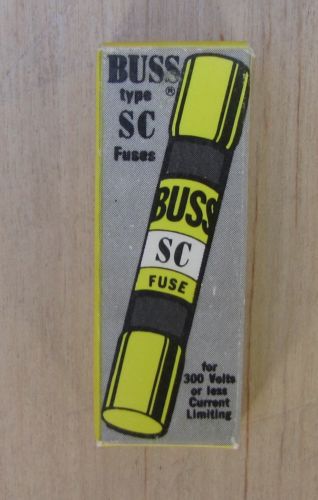 BUSS®
type
SC
Fuses
BUSS
SC
FUSE
for
300 Volts
or less
Current
Limiting